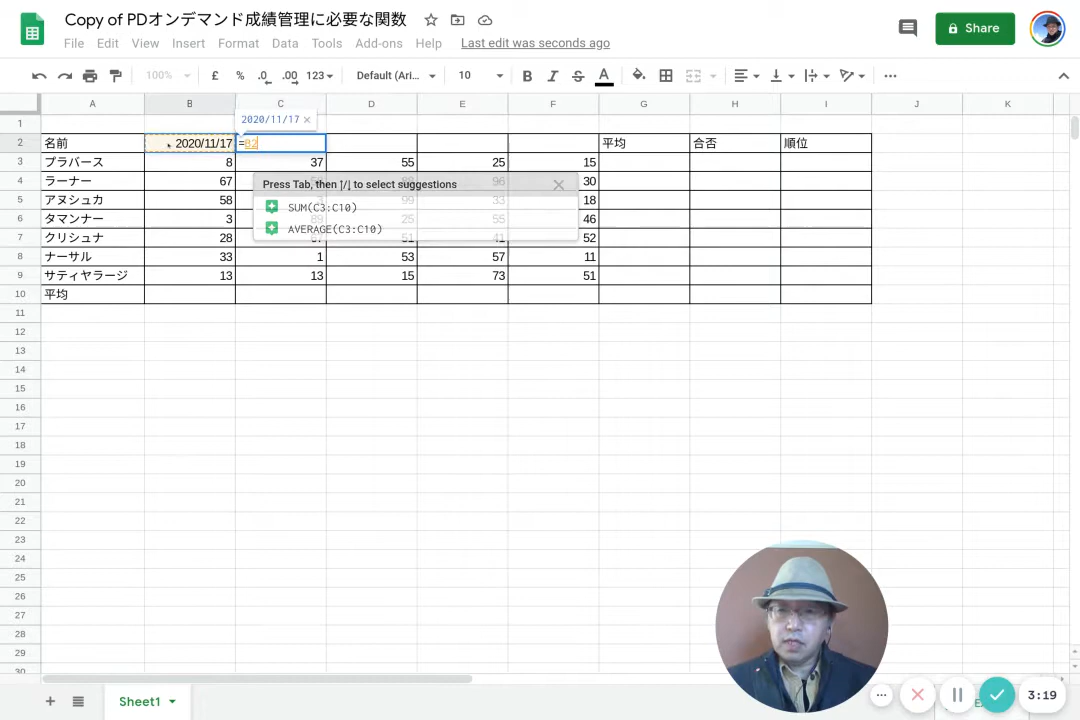 Copy of PDオンデマンド成績管理に必要な関数
File Edit View Insert Format Data Tools Add-ons Help Last edit was seconds ago
Share
100% £ % .0 .00 123 Default (Ari... 10 B I S A
A B C D E F G H I J K
2020/11/17 ×
1
2 名前 2020/11/17 =B2 平均 合否 順位
3 プラバース 8 37 55 25 15
Press Tab, then ↑/↓ to select suggestions
4 ラーナー 67 96 30
SUM(C3:C10)
5 アヌシュカ 58 99 33 18
6 タマンナー 3 89 25 55 46
AVERAGE(C3:C10)
7 クリシュナ 28 51 41 52
8 ナーサル 33 1 53 57 11
9 サティヤラージ 13 13 15 73 51
10 平均
11
12
13
14
15
16
17
18
19
20
21
22
23
24
25
26
27
28
29
30
Sheet1
3:19